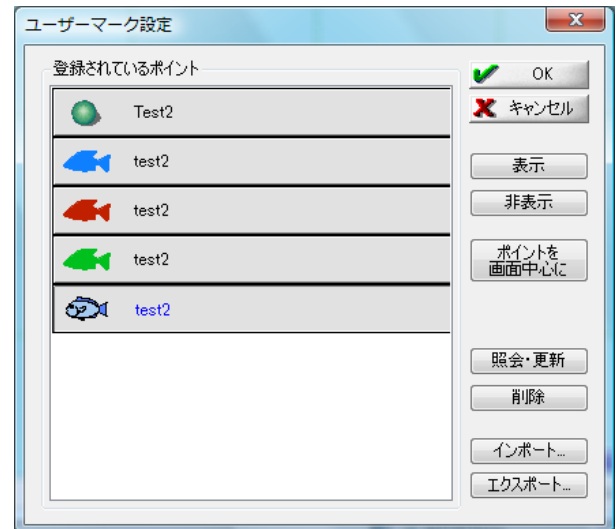 ユーザーマーク設定
登録されているポイント
Test2
test2
test2
test2
test2
OK
キャンセル
表示
非表示
ポイントを
画面中心に
照会・更新
削除
インポート...
エクスポート...